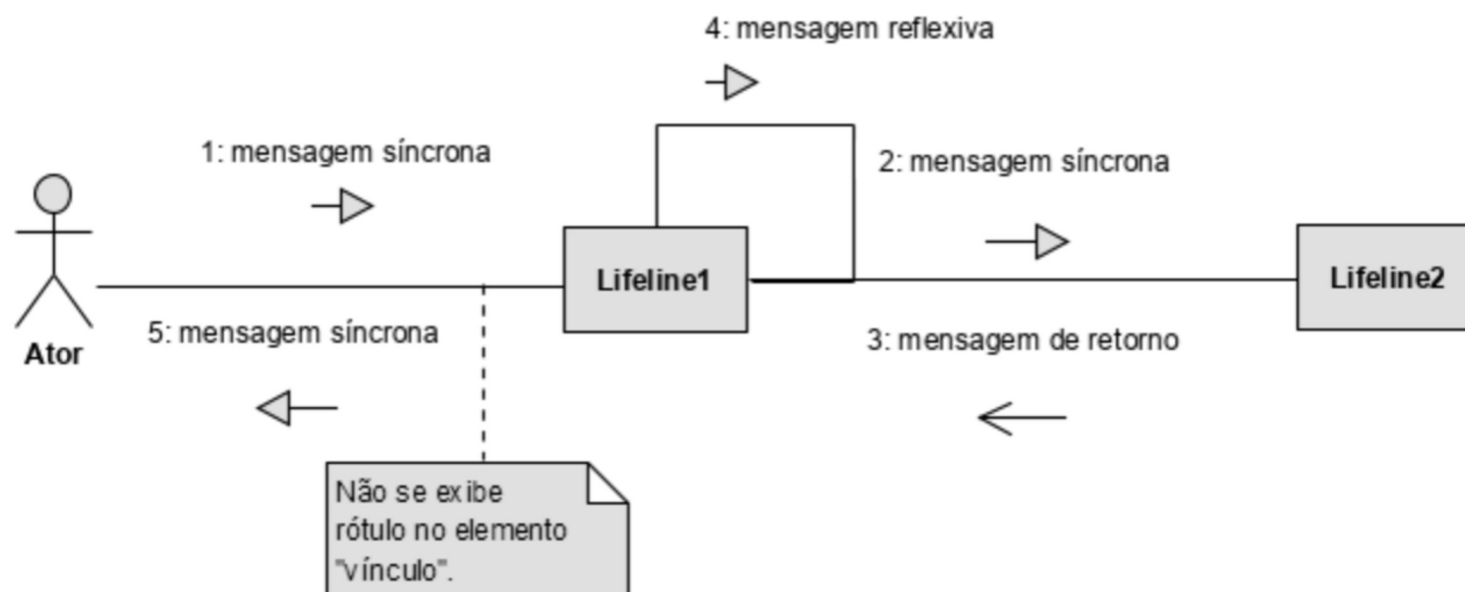 4: mensagem reflexiva
1: mensagem síncrona
2: mensagem síncrona
Lifeline1
Lifeline2
5: mensagem síncrona
3: mensagem de retorno
Ator
Não se exibe
rótulo no elemento
"vínculo".